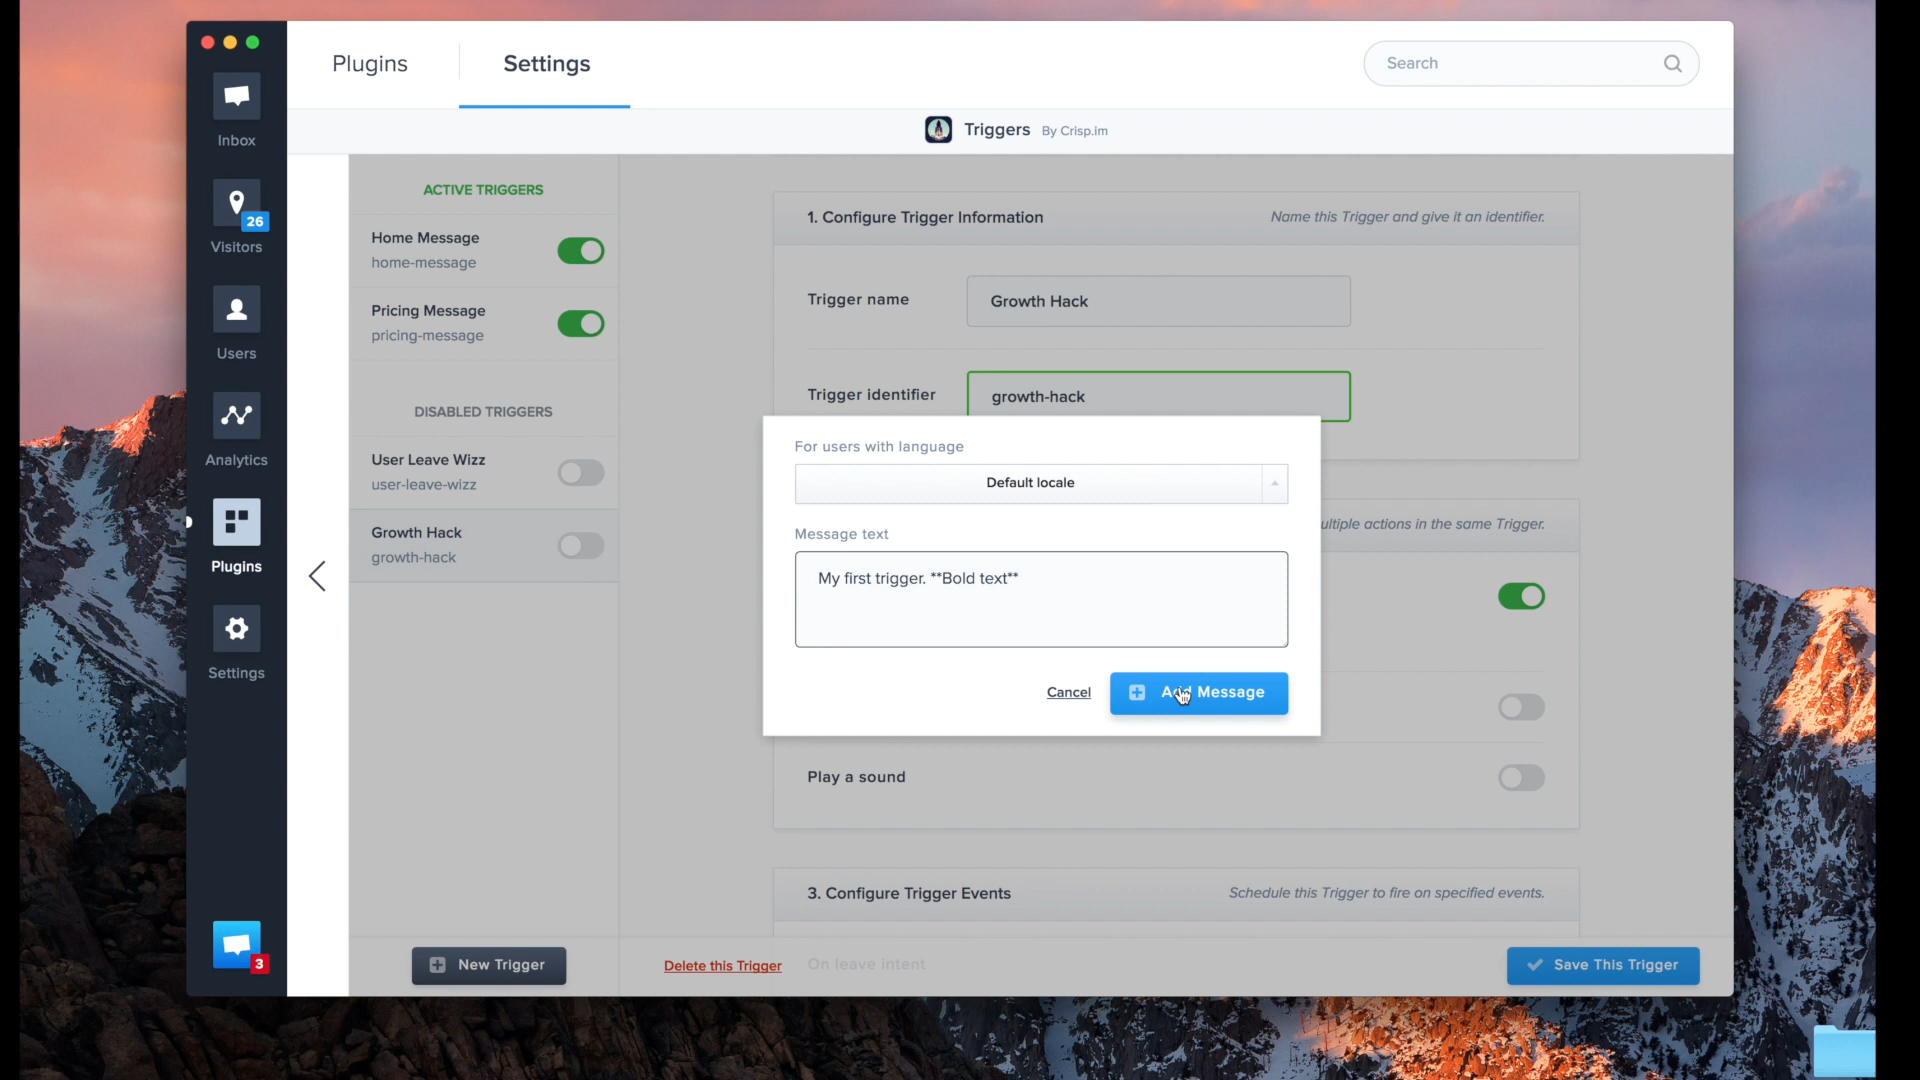 Plugins
Settings
Search
Inbox
26
Visitors
Users
Analytics
Plugins
Settings
3
Triggers By Crisp.im
ACTIVE TRIGGERS
Home Message
home-message
Pricing Message
pricing-message
DISABLED TRIGGERS
User Leave Wizz
user-leave-wizz
Growth Hack
growth-hack
New Trigger
1. Configure Trigger Information
Name this Trigger and give it an identifier.
Trigger name
Growth Hack
Trigger identifier
growth-hack
For users with language
Default locale
Message text
My first trigger. **Bold text**
Cancel
Add Message
multiple actions in the same Trigger.
Play a sound
3. Configure Trigger Events
Schedule this Trigger to fire on specified events.
Delete this Trigger
On leave intent
Save This Trigger